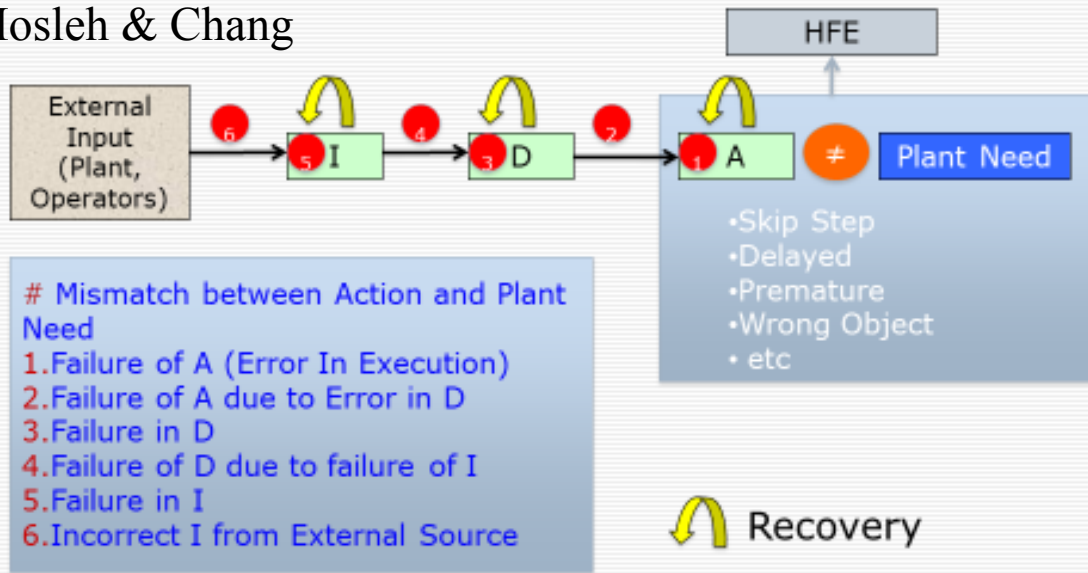 & Chang
HFE
External
Input
(Plant,
Operators)
6
5 I
4
3 D
2
1 A
≠
Plant Need
•Skip Step
•Delayed
•Premature
•Wrong Object
• etc
# Mismatch between Action and Plant
Need
1.Failure of A (Error In Execution)
2.Failure of A due to Error in D
3.Failure in D
4.Failure of D due to failure of I
5.Failure in I
6.Incorrect I from External Source
Recovery